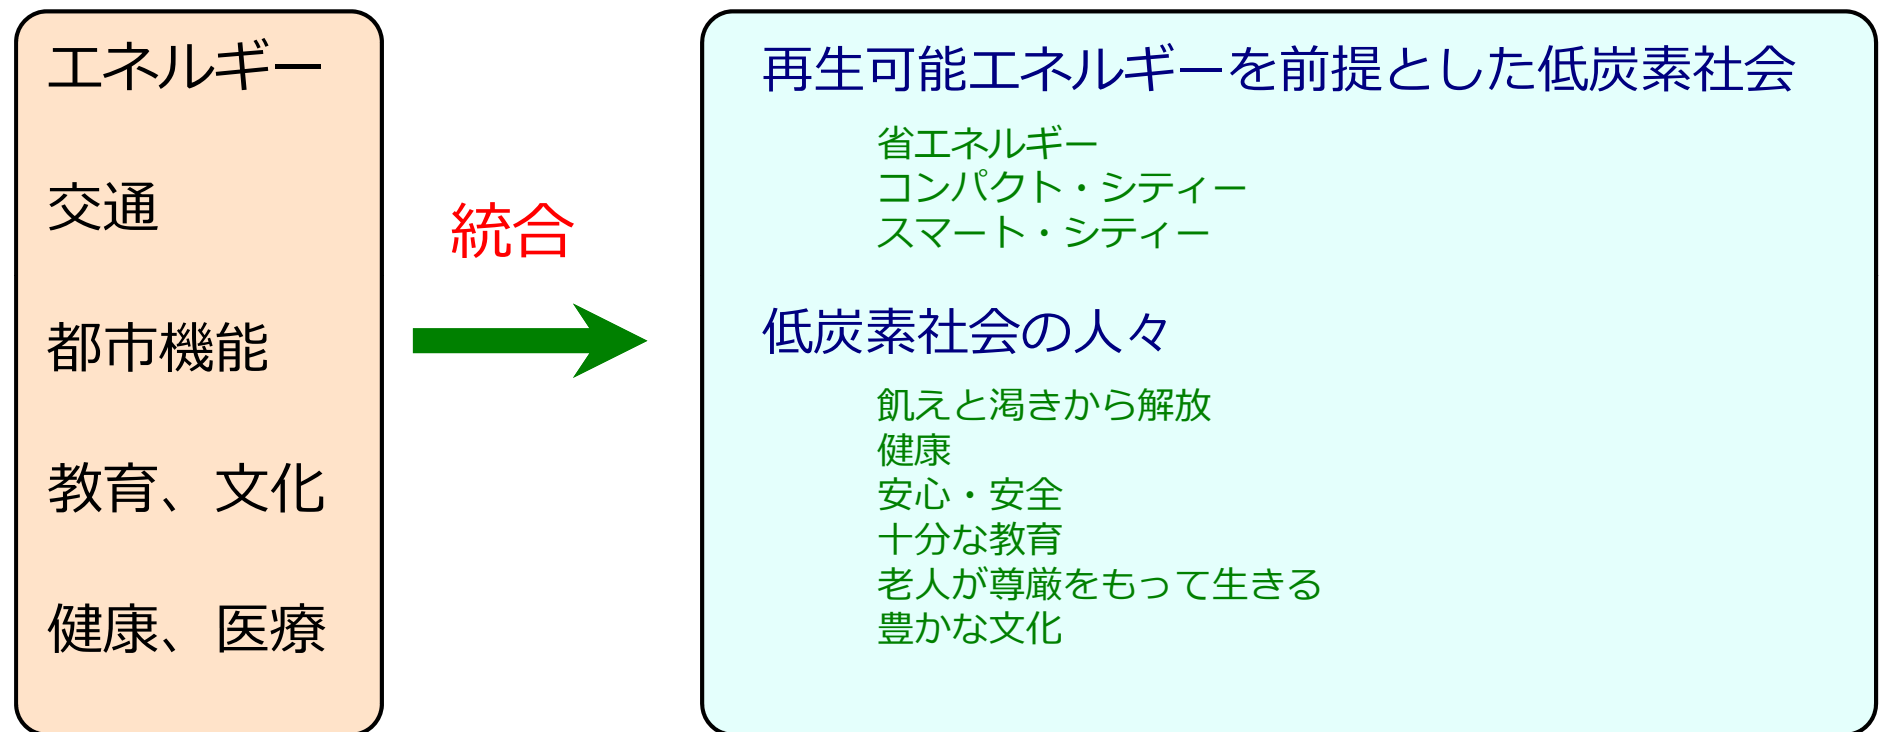 エネルギー
交通
都市機能
教育、文化
健康、医療
統合
再生可能エネルギーを前提とした低炭素社会
省エネルギー
コンパクト・シティー
スマート・シティー
低炭素社会の人々
飢えと渇きから解放
健康
安心・安全
十分な教育
老人が尊厳をもって生きる
豊かな文化